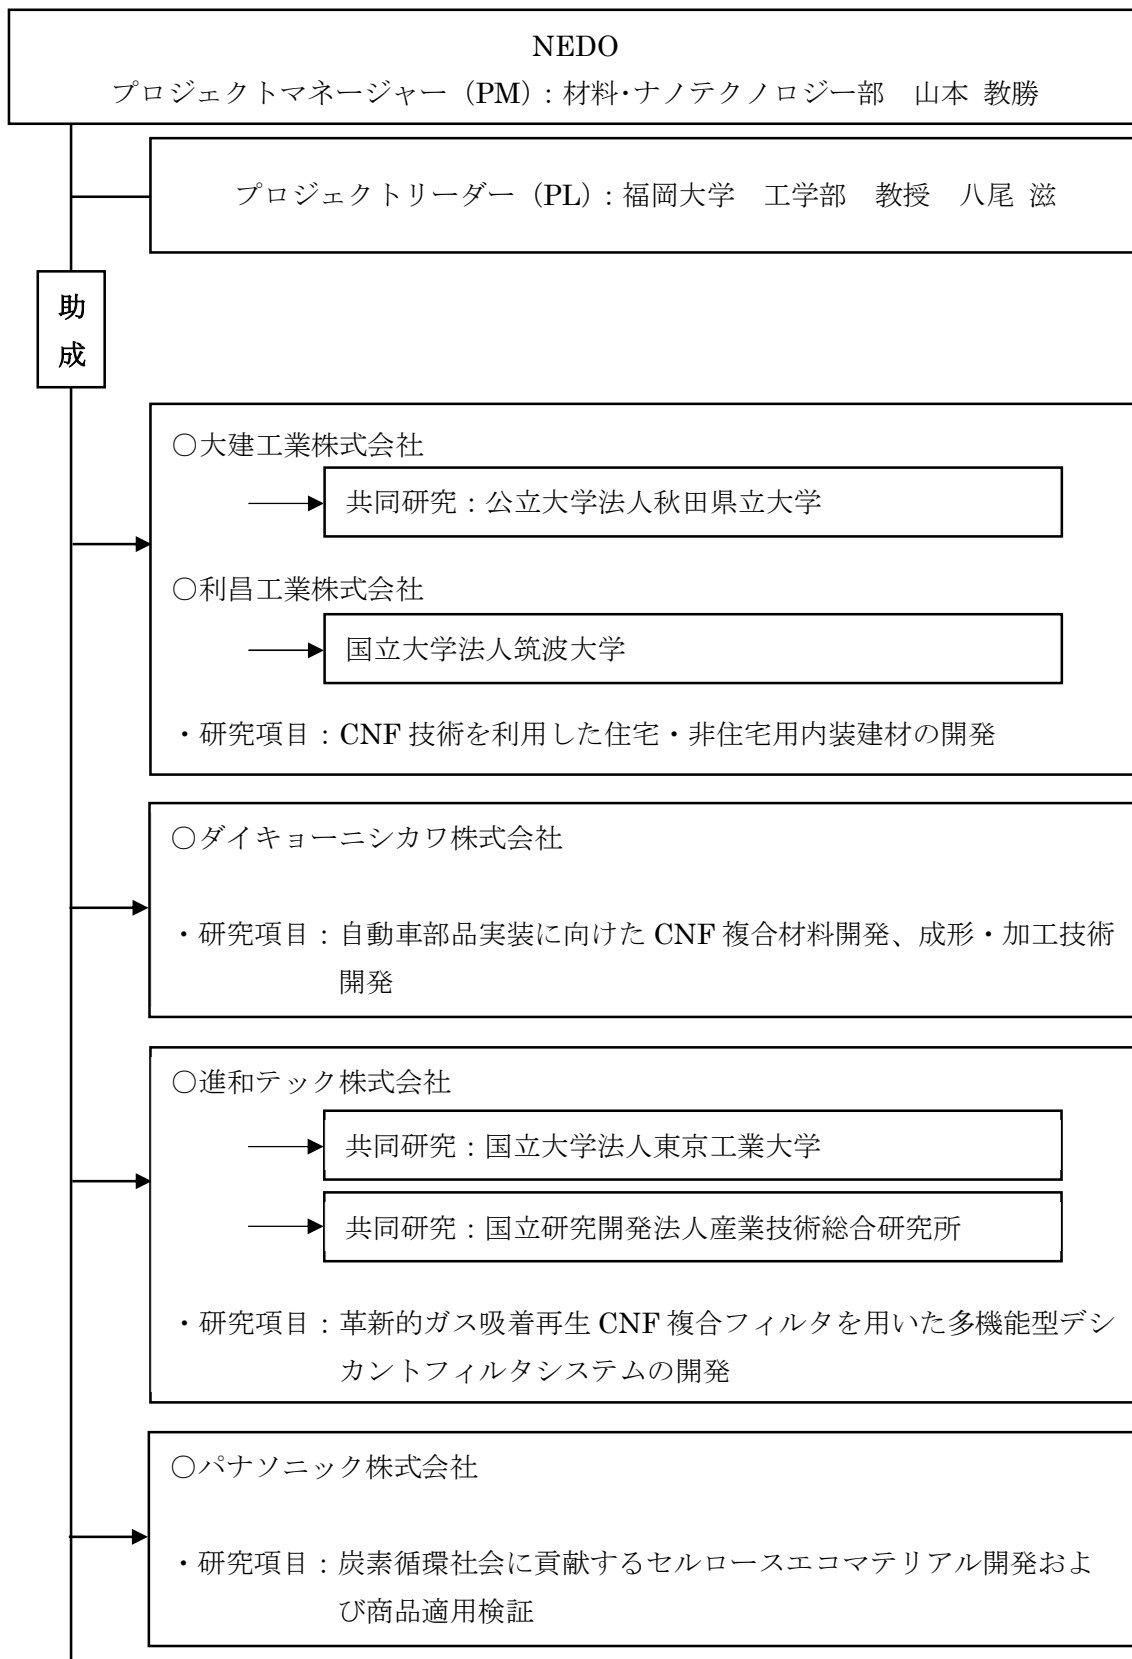 NEDO
プロジェクトマネージャー（PM）：材料・ナノテクノロジー部　山本 教勝
プロジェクトリーダー（PL）：福岡大学　工学部　教授　八尾 滋
助
成
○大建工業株式会社
共同研究：公立大学法人秋田県立大学
○利昌工業株式会社
国立大学法人筑波大学
・研究項目：CNF 技術を利用した住宅・非住宅用内装建材の開発
○ダイキョーニシカワ株式会社
・研究項目：自動車部品実装に向けた CNF 複合材料開発、成形・加工技術
開発
○進和テック株式会社
共同研究：国立大学法人東京工業大学
共同研究：国立研究開発法人産業技術総合研究所
・研究項目：革新的ガス吸着再生 CNF 複合フィルタを用いた多機能型デシ
カントフィルタシステムの開発
○パナソニック株式会社
・研究項目：炭素循環社会に貢献するセルロースエコマテリアル開発およ
び商品適用検証